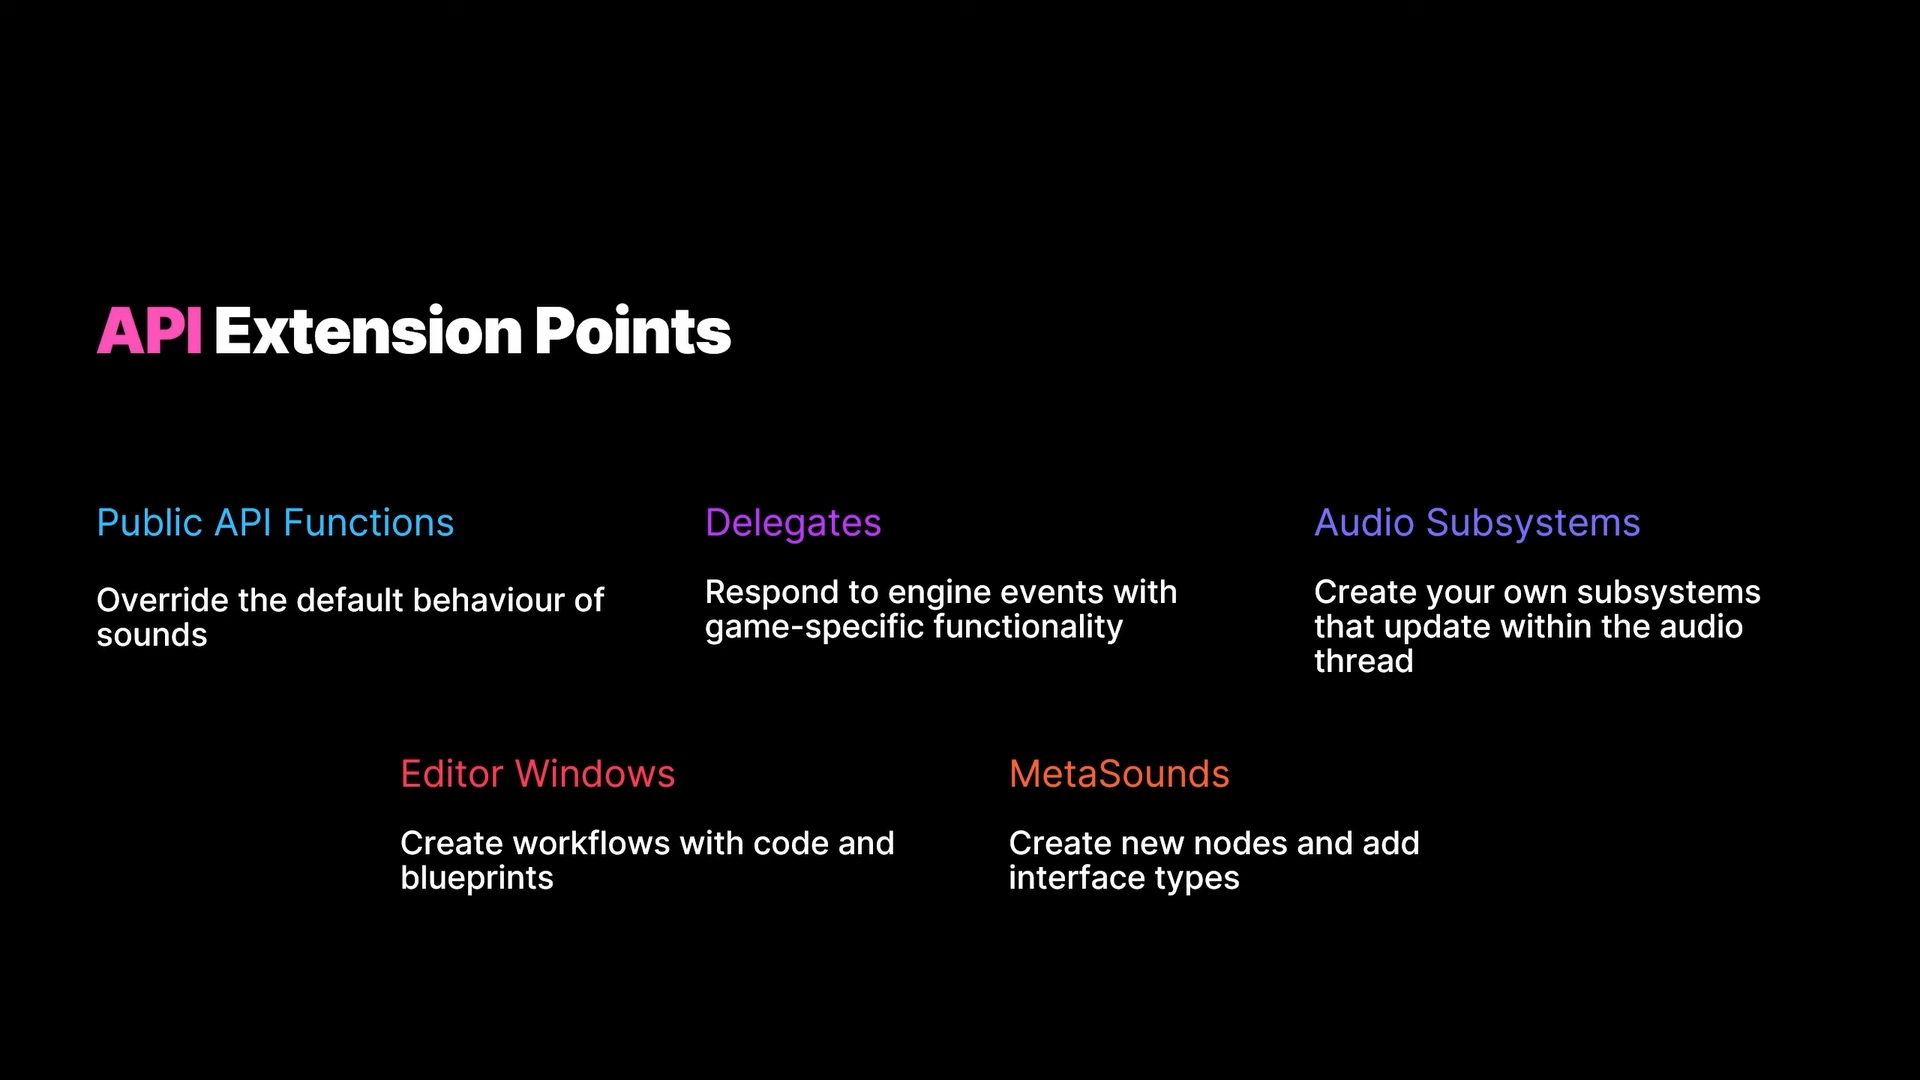 API Extension Points
Public API Functions
Override the default behaviour of
sounds
Delegates
Respond to engine events with
game-specific functionality
Audio Subsystems
Create your own subsystems
that update within the audio
thread
Editor Windows
Create workflows with code and
blueprints
MetaSounds
Create new nodes and add
interface types